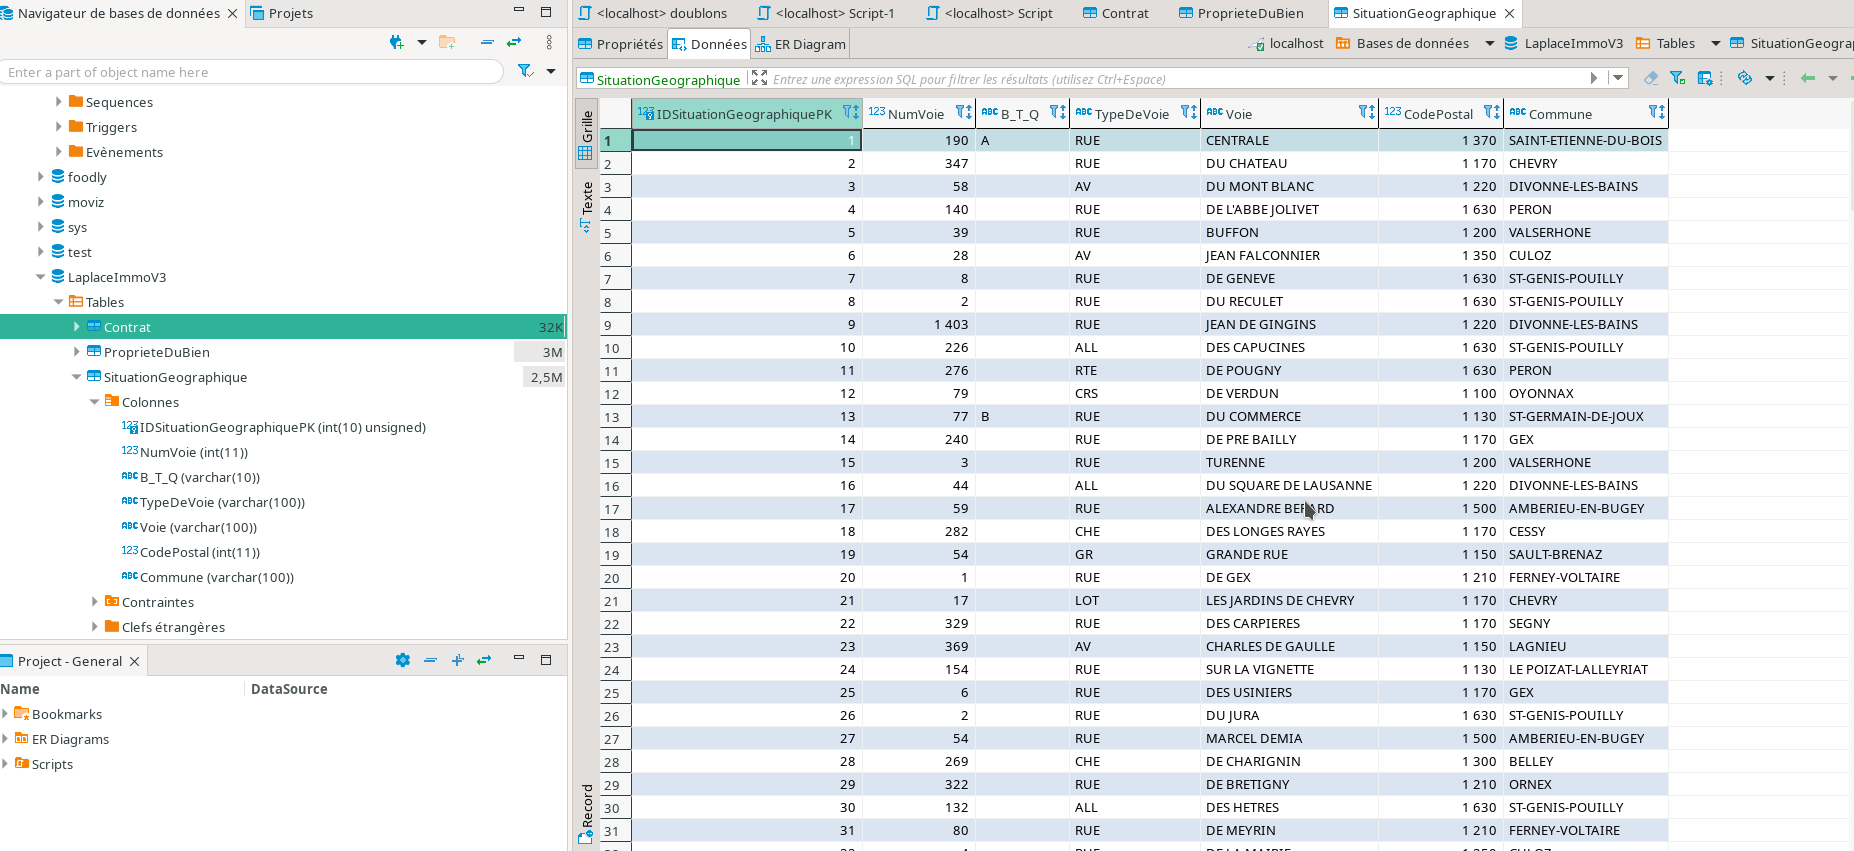 Navigateur de bases de données Projets
Enter a part of object name here
Sequences
Triggers
Evènements
foodly
moviz
sys
test
LaplaceImmoV3
Tables
Contrat 32K
ProprieteDuBien 3M
SituationGeographique 2,5M
Colonnes
IDSituationGeographiquePK (int(10) unsigned)
NumVoie (int(11))
B_T_Q (varchar(10))
TypeDeVoie (varchar(100))
Voie (varchar(100))
CodePostal (int(11))
Commune (varchar(100))
Contraintes
Clefs étrangères
Project - General
Name DataSource
Bookmarks
ER Diagrams
Scripts
<localhost> doublons <localhost> Script-1 <localhost> Script Contrat ProprieteDuBien SituationGeographique
Propriétés Données ER Diagram localhost Bases de données LaplaceImmoV3 Tables SituationGeogra
SituationGeographique Entrez une expression SQL pour filtrer les résultats (utilisez Ctrl+Espace)
Grille
Texte
Record
123 IDSituationGeographiquePK 123 NumVoie ABC B_T_Q ABC TypeDeVoie ABC Voie 123 CodePostal ABC Commune
1 1 190 A RUE CENTRALE 1 370 SAINT-ETIENNE-DU-BOIS
2 2 347 RUE DU CHATEAU 1 170 CHEVRY
3 3 58 AV DU MONT BLANC 1 220 DIVONNE-LES-BAINS
4 4 140 RUE DE L'ABBE JOLIVET 1 630 PERON
5 5 39 RUE BUFFON 1 200 VALSERHONE
6 6 28 AV JEAN FALCONNIER 1 350 CULOZ
7 7 8 RUE DE GENEVE 1 630 ST-GENIS-POUILLY
8 8 2 RUE DU RECULET 1 630 ST-GENIS-POUILLY
9 9 1 403 RUE JEAN DE GINGINS 1 220 DIVONNE-LES-BAINS
10 10 226 ALL DES CAPUCINES 1 630 ST-GENIS-POUILLY
11 11 276 RTE DE POUGNY 1 630 PERON
12 12 79 CRS DE VERDUN 1 100 OYONNAX
13 13 77 B RUE DU COMMERCE 1 130 ST-GERMAIN-DE-JOUX
14 14 240 RUE DE PRE BAILLY 1 170 GEX
15 15 3 RUE TURENNE 1 200 VALSERHONE
16 16 44 ALL DU SQUARE DE LAUSANNE 1 220 DIVONNE-LES-BAINS
17 17 59 RUE ALEXANDRE 1 500 AMBERIEU-EN-BUGEY
18 18 282 CHE DES LONGES RAYES 1 170 CESSY
19 19 54 GR GRANDE RUE 1 150 SAULT-BRENAZ
20 20 1 RUE DE GEX 1 210 FERNEY-VOLTAIRE
21 21 17 LOT LES JARDINS DE CHEVRY 1 170 CHEVRY
22 22 329 RUE DES CARPIERES 1 170 SEGNY
23 23 369 AV CHARLES DE GAULLE 1 150 LAGNIEU
24 24 154 RUE SUR LA VIGNETTE 1 130 LE POIZAT-LALLEYRIAT
25 25 6 RUE DES USINIERS 1 170 GEX
26 26 2 RUE DU JURA 1 630 ST-GENIS-POUILLY
27 27 54 RUE MARCEL DEMIA 1 500 AMBERIEU-EN-BUGEY
28 28 269 CHE DE CHARIGNIN 1 300 BELLEY
29 29 322 RUE DE BRETIGNY 1 210 ORNEX
30 30 132 ALL DES HETRES 1 630 ST-GENIS-POUILLY
31 31 80 RUE DE MEYRIN 1 210 FERNEY-VOLTAIRE